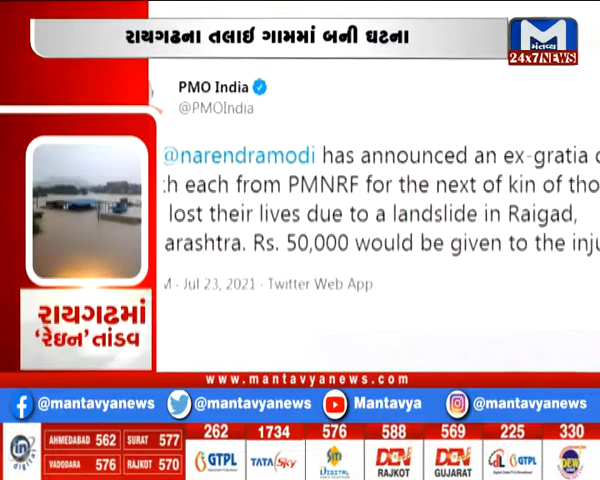 રાયગઢના તલાઈ ગામમાં બની ઘટના
મંતવ્ય
24x7NEWS
PMO India
@PMOIndia
@narendramodi has announced an ex-gratia
h each from PMNRF for the next of kin of tho
lost their lives due to a landslide in Raigad,
arashtra. Rs. 50,000 would be given to the inju
M · Jul 23, 2021 · Twitter Web App
રાયગઢમાં
'રેઇન' તાંડવ
www.mantavyanews.com
@mantavyanews @mantavyanews Mantavya @mantavyanews
in digital
AHMEDABAD 562 SURAT 577
VADODARA 576 RAJKOT 570
262 1734 576 588 569 225 330
GTPL TATA Sky DIGITAL DEN RAJKOT DEN GUJARAT GTPL DEW